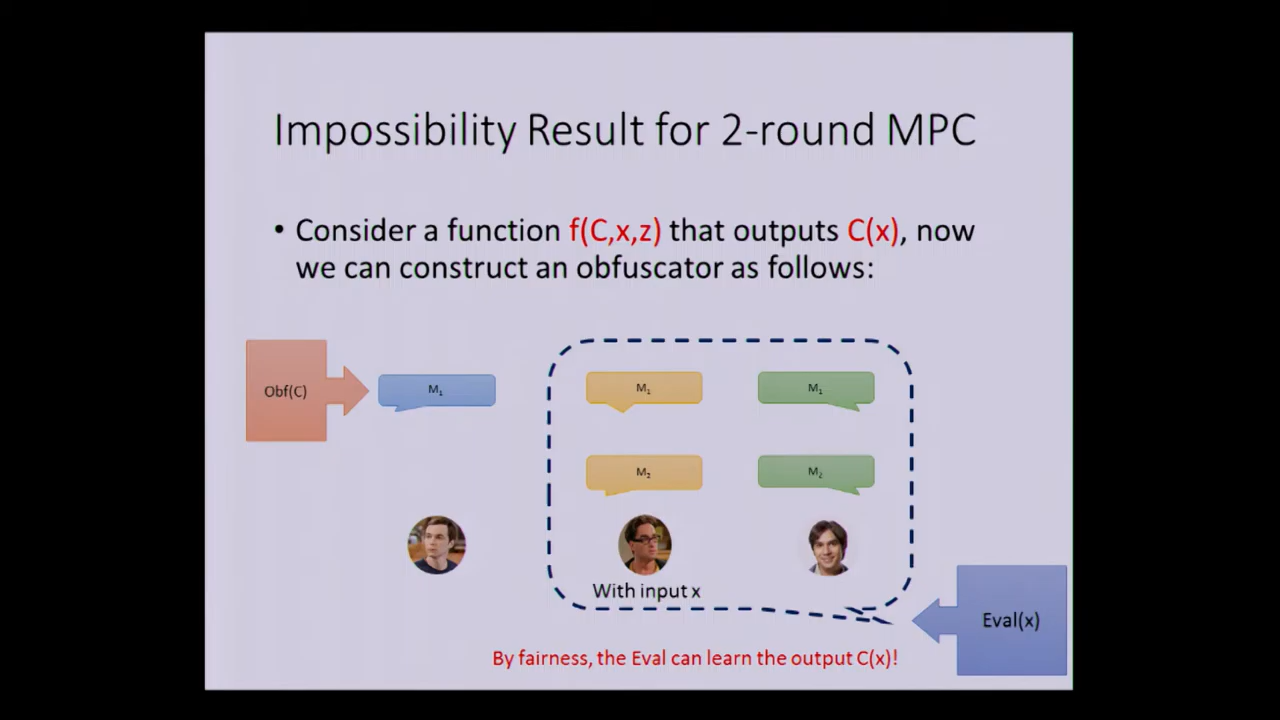 Impossibility Result for 2-round MPC
• Consider a function f(C,x,z) that outputs C(x), now
we can construct an obfuscator as follows:
Obf(C)
M₁
M₁
M₁
M₂
M₂
With input x
Eval(x)
By fairness, the Eval can learn the output C(x)!